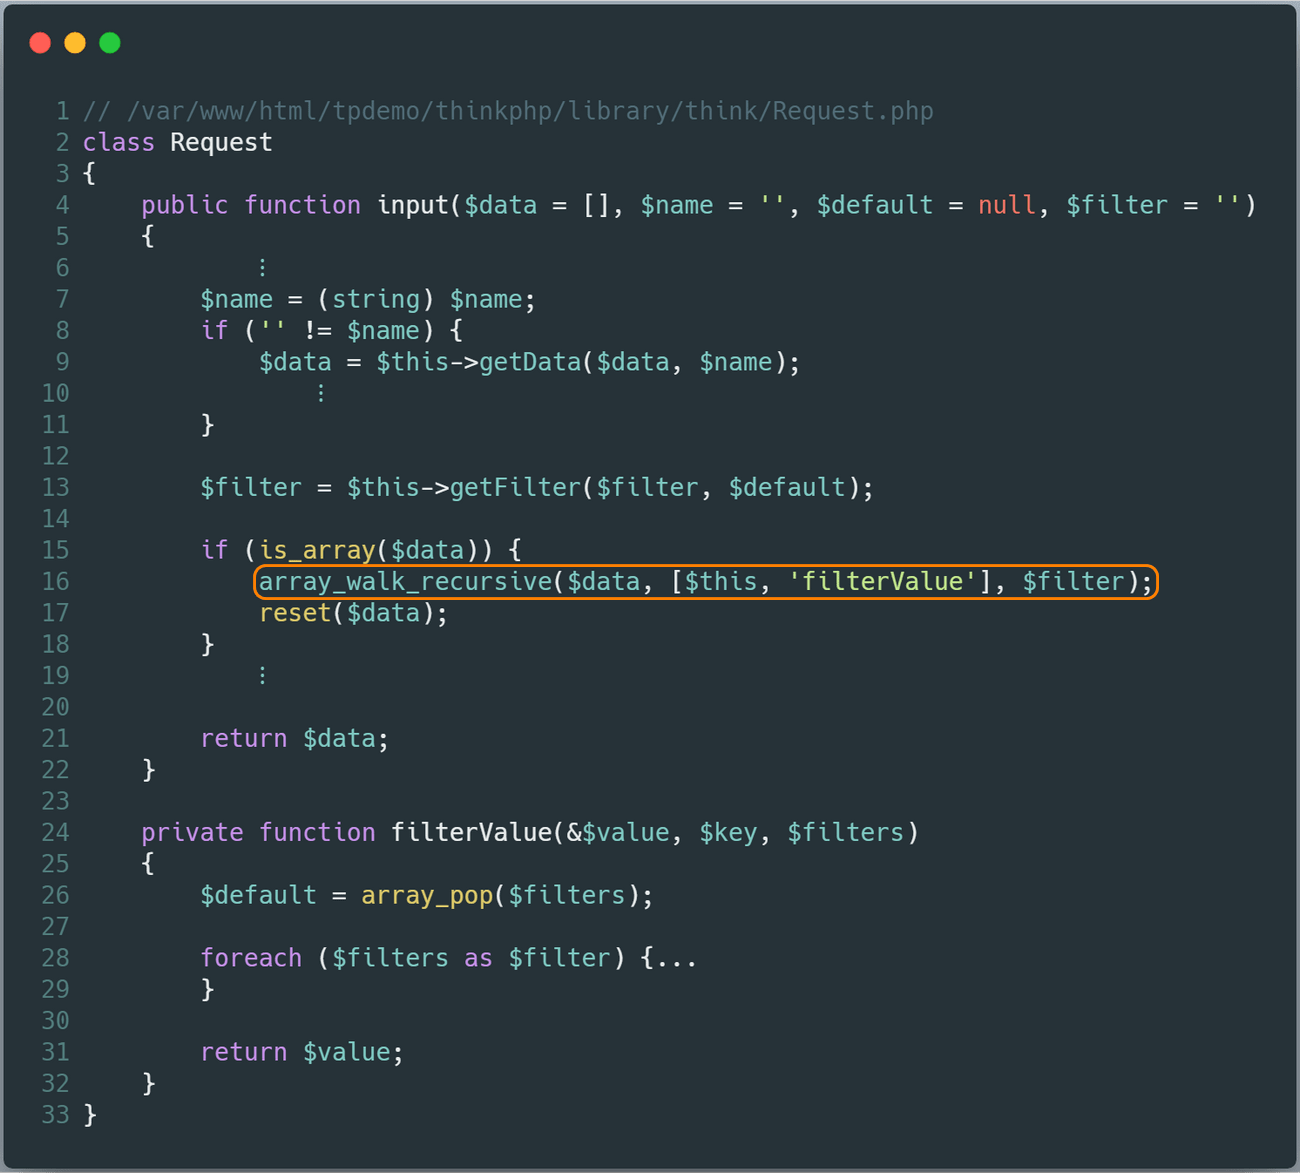 1 // /var/www/html/tpdemo/thinkphp/library/think/Request.php
2 class Request
3 {
4     public function input($data = [], $name = '', $default = null, $filter = '')
5     {
6             ⋮
7         $name = (string) $name;
8         if ('' != $name) {
9             $data = $this->getData($data, $name);
10                 ⋮
11         }
12
13         $filter = $this->getFilter($filter, $default);
14
15         if (is_array($data)) {
16             array_walk_recursive($data, [$this, 'filterValue'], $filter);
17             reset($data);
18         }
19             ⋮
20
21         return $data;
22     }
23
24     private function filterValue(&$value, $key, $filters)
25     {
26         $default = array_pop($filters);
27
28         foreach ($filters as $filter) {...
29         }
30
31         return $value;
32     }
33 }